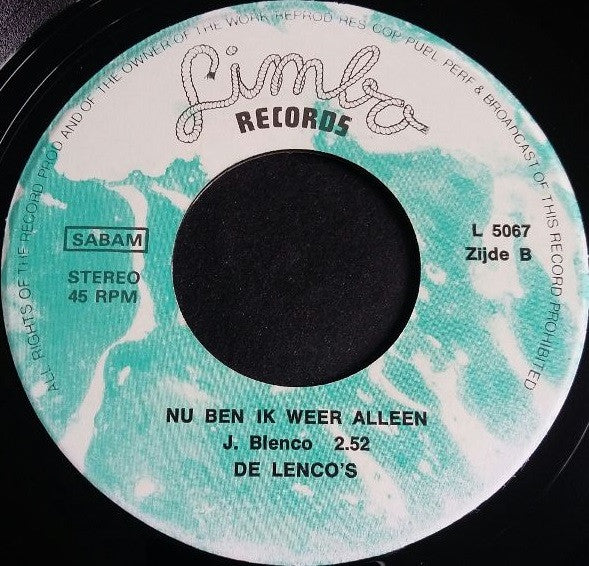 ALL RIGHTS OF THE RECORD PROD AND OF THE OWNER OF THE WORK REPROD RES COP PUBL PERF & BROADCAST OF THIS RECORD PROHIBITED
Limbo
RECORDS
SABAM
STEREO
45 RPM
L 5067
Zijde B
NU BEN IK WEER ALLEEN
J. Blenco 2.52
DE LENCO'S